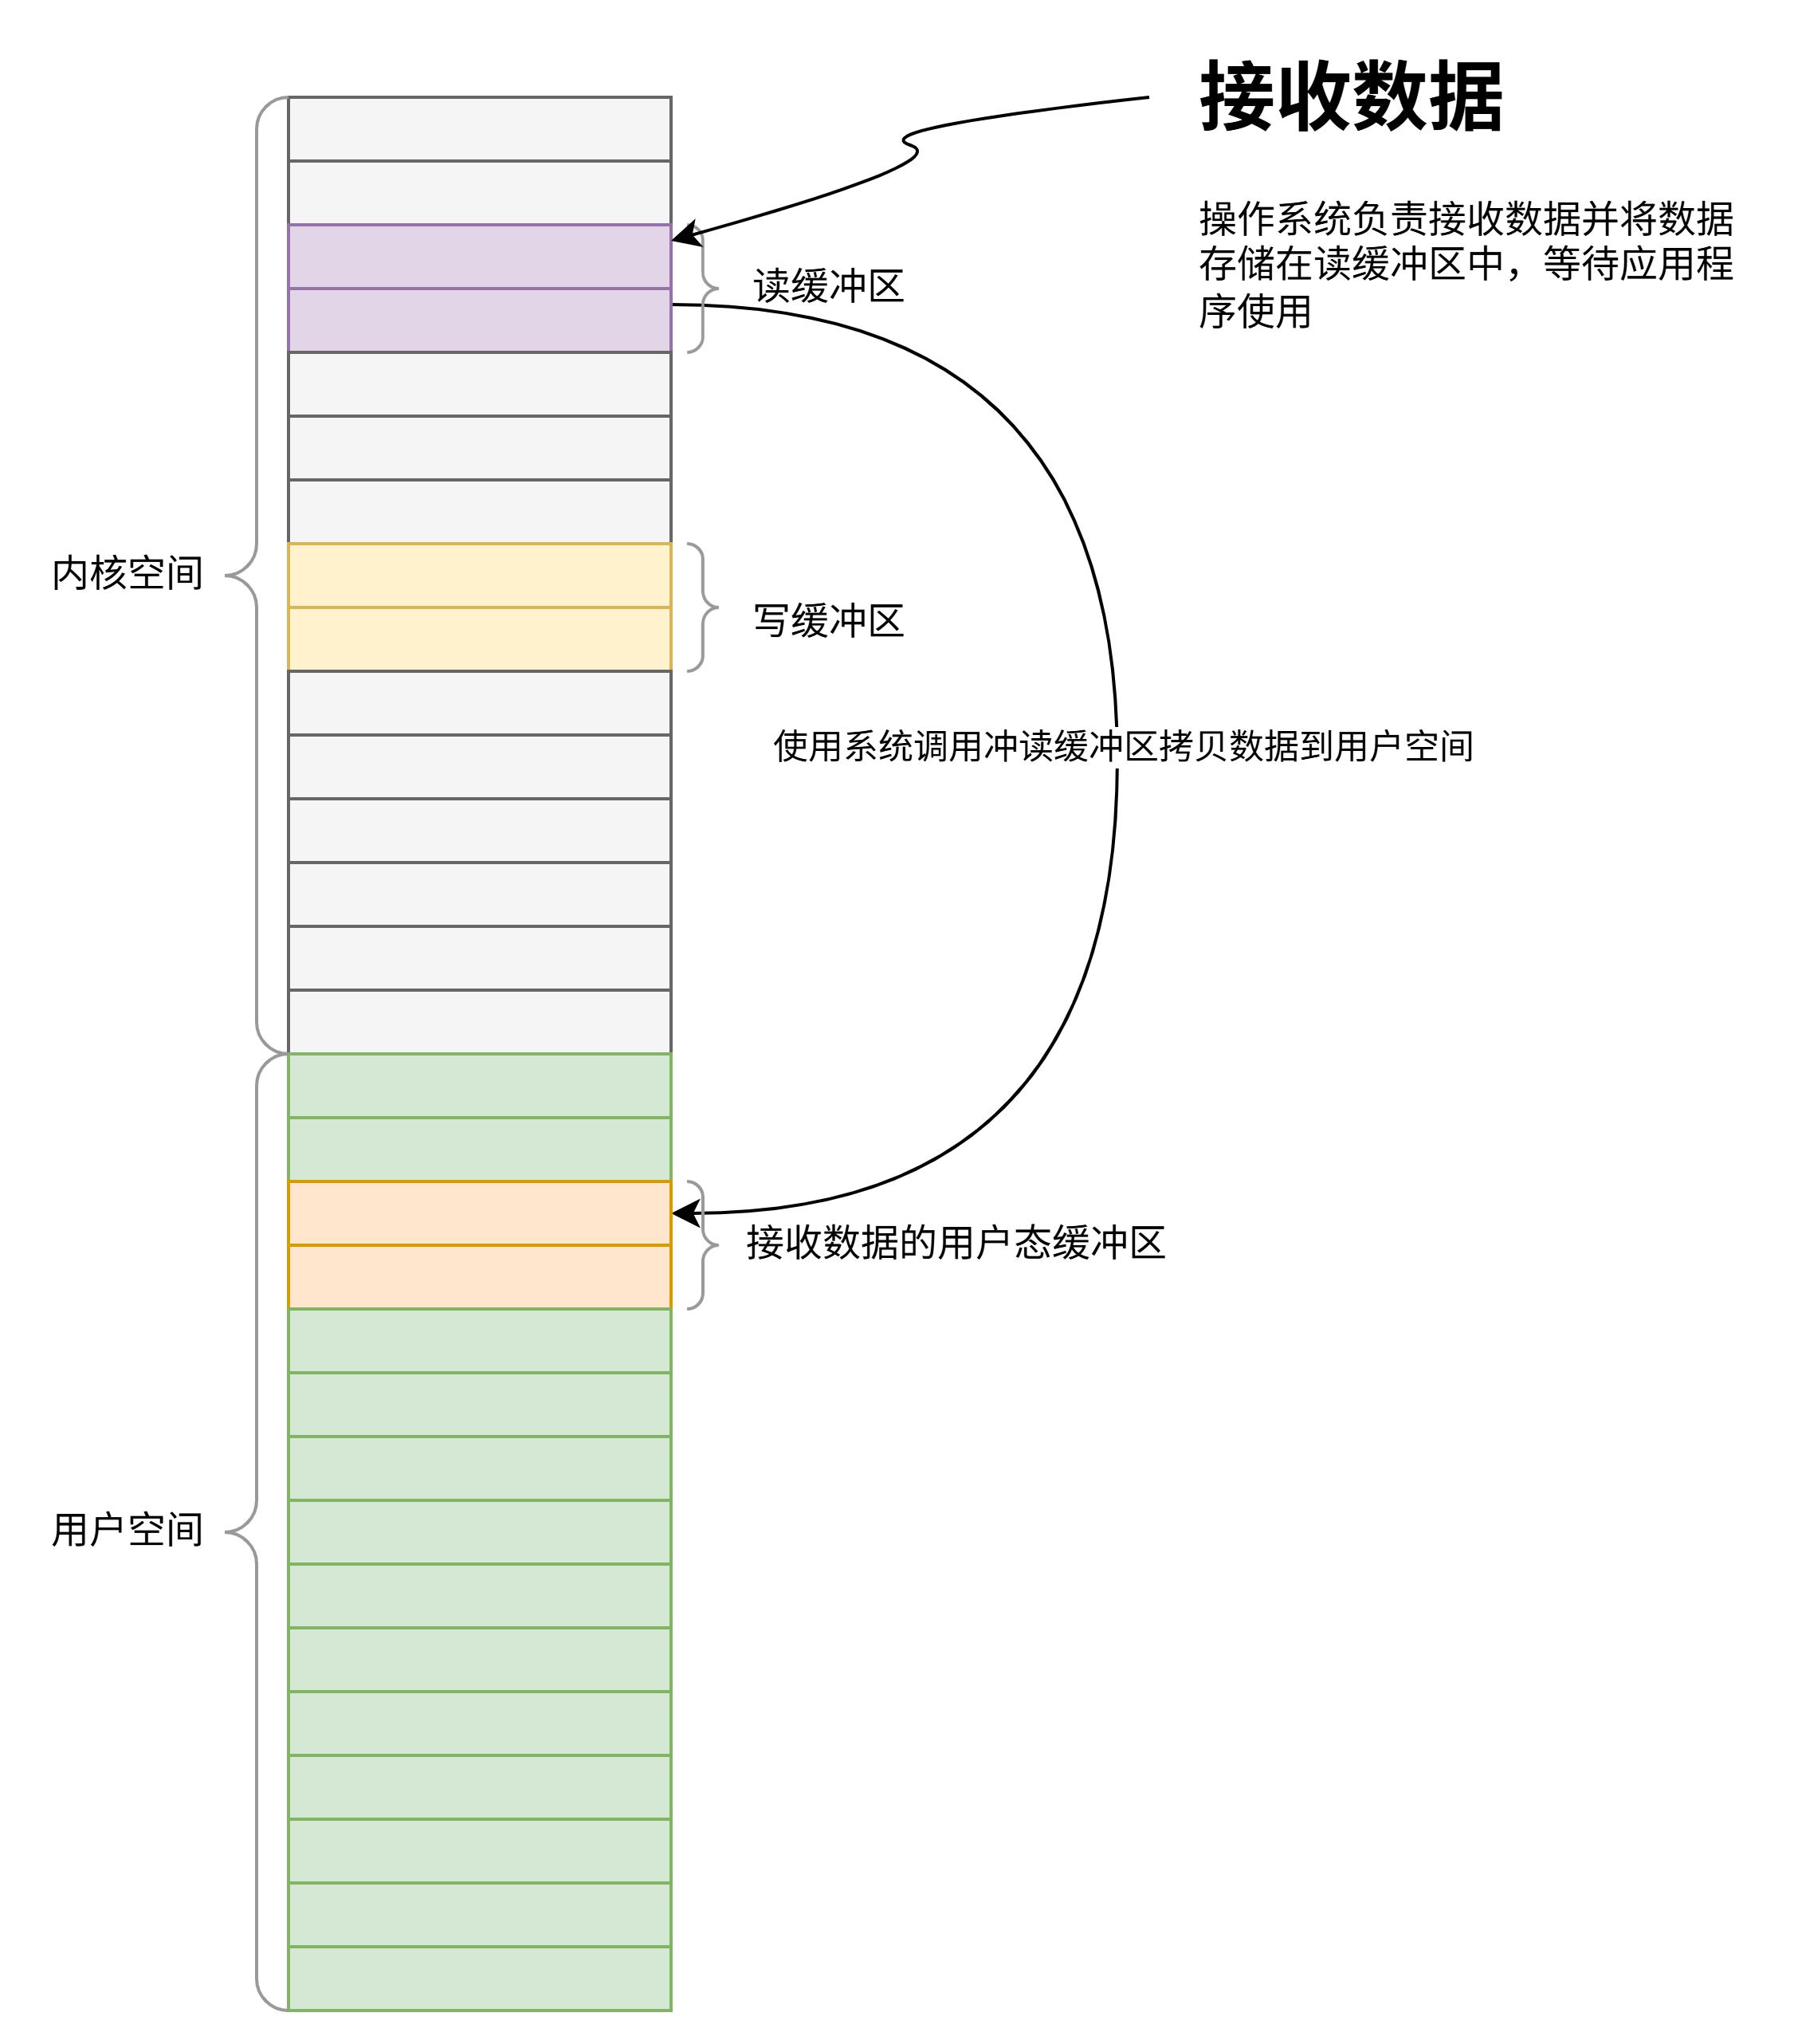 接收数据
操作系统负责接收数据并将数据
存储在读缓冲区中，等待应用程
序使用
读缓冲区
内核空间
写缓冲区
使用系统调用冲读缓冲区拷贝数据到用户空间
接收数据的用户态缓冲区
用户空间